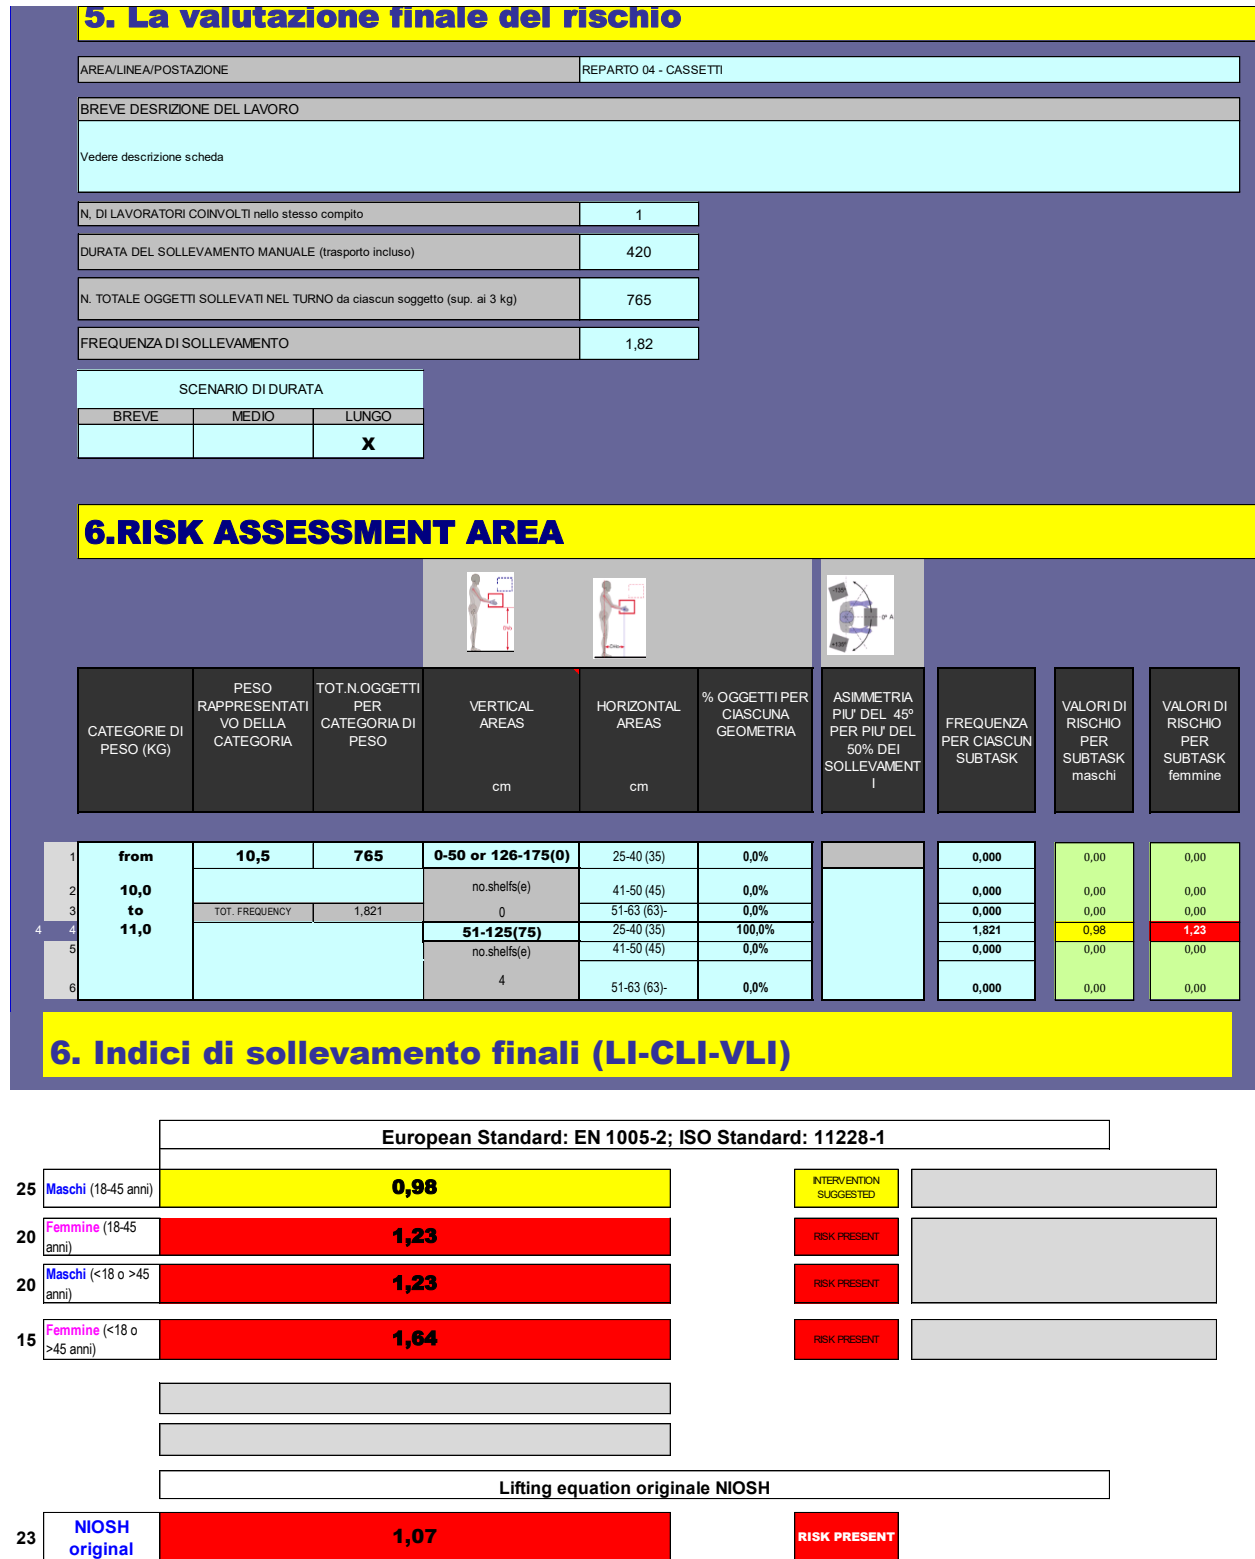 5. La valutazione finale del rischio
AREA/LINEA/POSTAZIONE REPARTO 04 - CASSETTI
BREVE DESRIZIONE DEL LAVORO
Vedere descrizione scheda
N, DI LAVORATORI COINVOLTI nello stesso compito 1
DURATA DEL SOLLEVAMENTO MANUALE (trasporto incluso) 420
N. TOTALE OGGETTI SOLLEVATI NEL TURNO da ciascun soggetto (sup. ai 3 kg) 765
FREQUENZA DI SOLLEVAMENTO 1,82
SCENARIO DI DURATA
BREVE MEDIO LUNGO
X
6.RISK ASSESSMENT AREA
CATEGORIE DI
PESO (KG)
PESO
RAPPRESENTATI
VO DELLA
CATEGORIA
TOT.N.OGGETTI
PER
CATEGORIA DI
PESO
VERTICAL
AREAS
cm
HORIZONTAL
AREAS
cm
% OGGETTI PER
CIASCUNA
GEOMETRIA
ASIMMETRIA
PIU' DEL 45º
PER PIU' DEL
50% DEI
SOLLEVAMENT
I
FREQUENZA
PER CIASCUN
SUBTASK
VALORI DI
RISCHIO
PER
SUBTASK
maschi
VALORI DI
RISCHIO
PER
SUBTASK
femmine
1 from 10,5 765 0-50 or 126-175(0) 25-40 (35) 0,0% 0,000 0,00 0,00
2 10,0 no.shelfs(e) 41-50 (45) 0,0% 0,000 0,00 0,00
3 to TOT. FREQUENCY 1,821 0 51-63 (63)- 0,0% 0,000 0,00 0,00
4 4 11,0 51-125(75) 25-40 (35) 100,0% 1,821 0,98 1,23
5 no.shelfs(e) 41-50 (45) 0,0% 0,000 0,00 0,00
6 4 51-63 (63)- 0,0% 0,000 0,00 0,00
6. Indici di sollevamento finali (LI-CLI-VLI)
European Standard: EN 1005-2; ISO Standard: 11228-1
25 Maschi (18-45 anni) 0,98 INTERVENTION
SUGGESTED
20 Femmine (18-45
anni) 1,23 RISK PRESENT
20 Maschi (<18 o >45
anni) 1,23 RISK PRESENT
15 Femmine (<18 o
>45 anni) 1,64 RISK PRESENT
Lifting equation originale NIOSH
23 NIOSH
original 1,07 RISK PRESENT